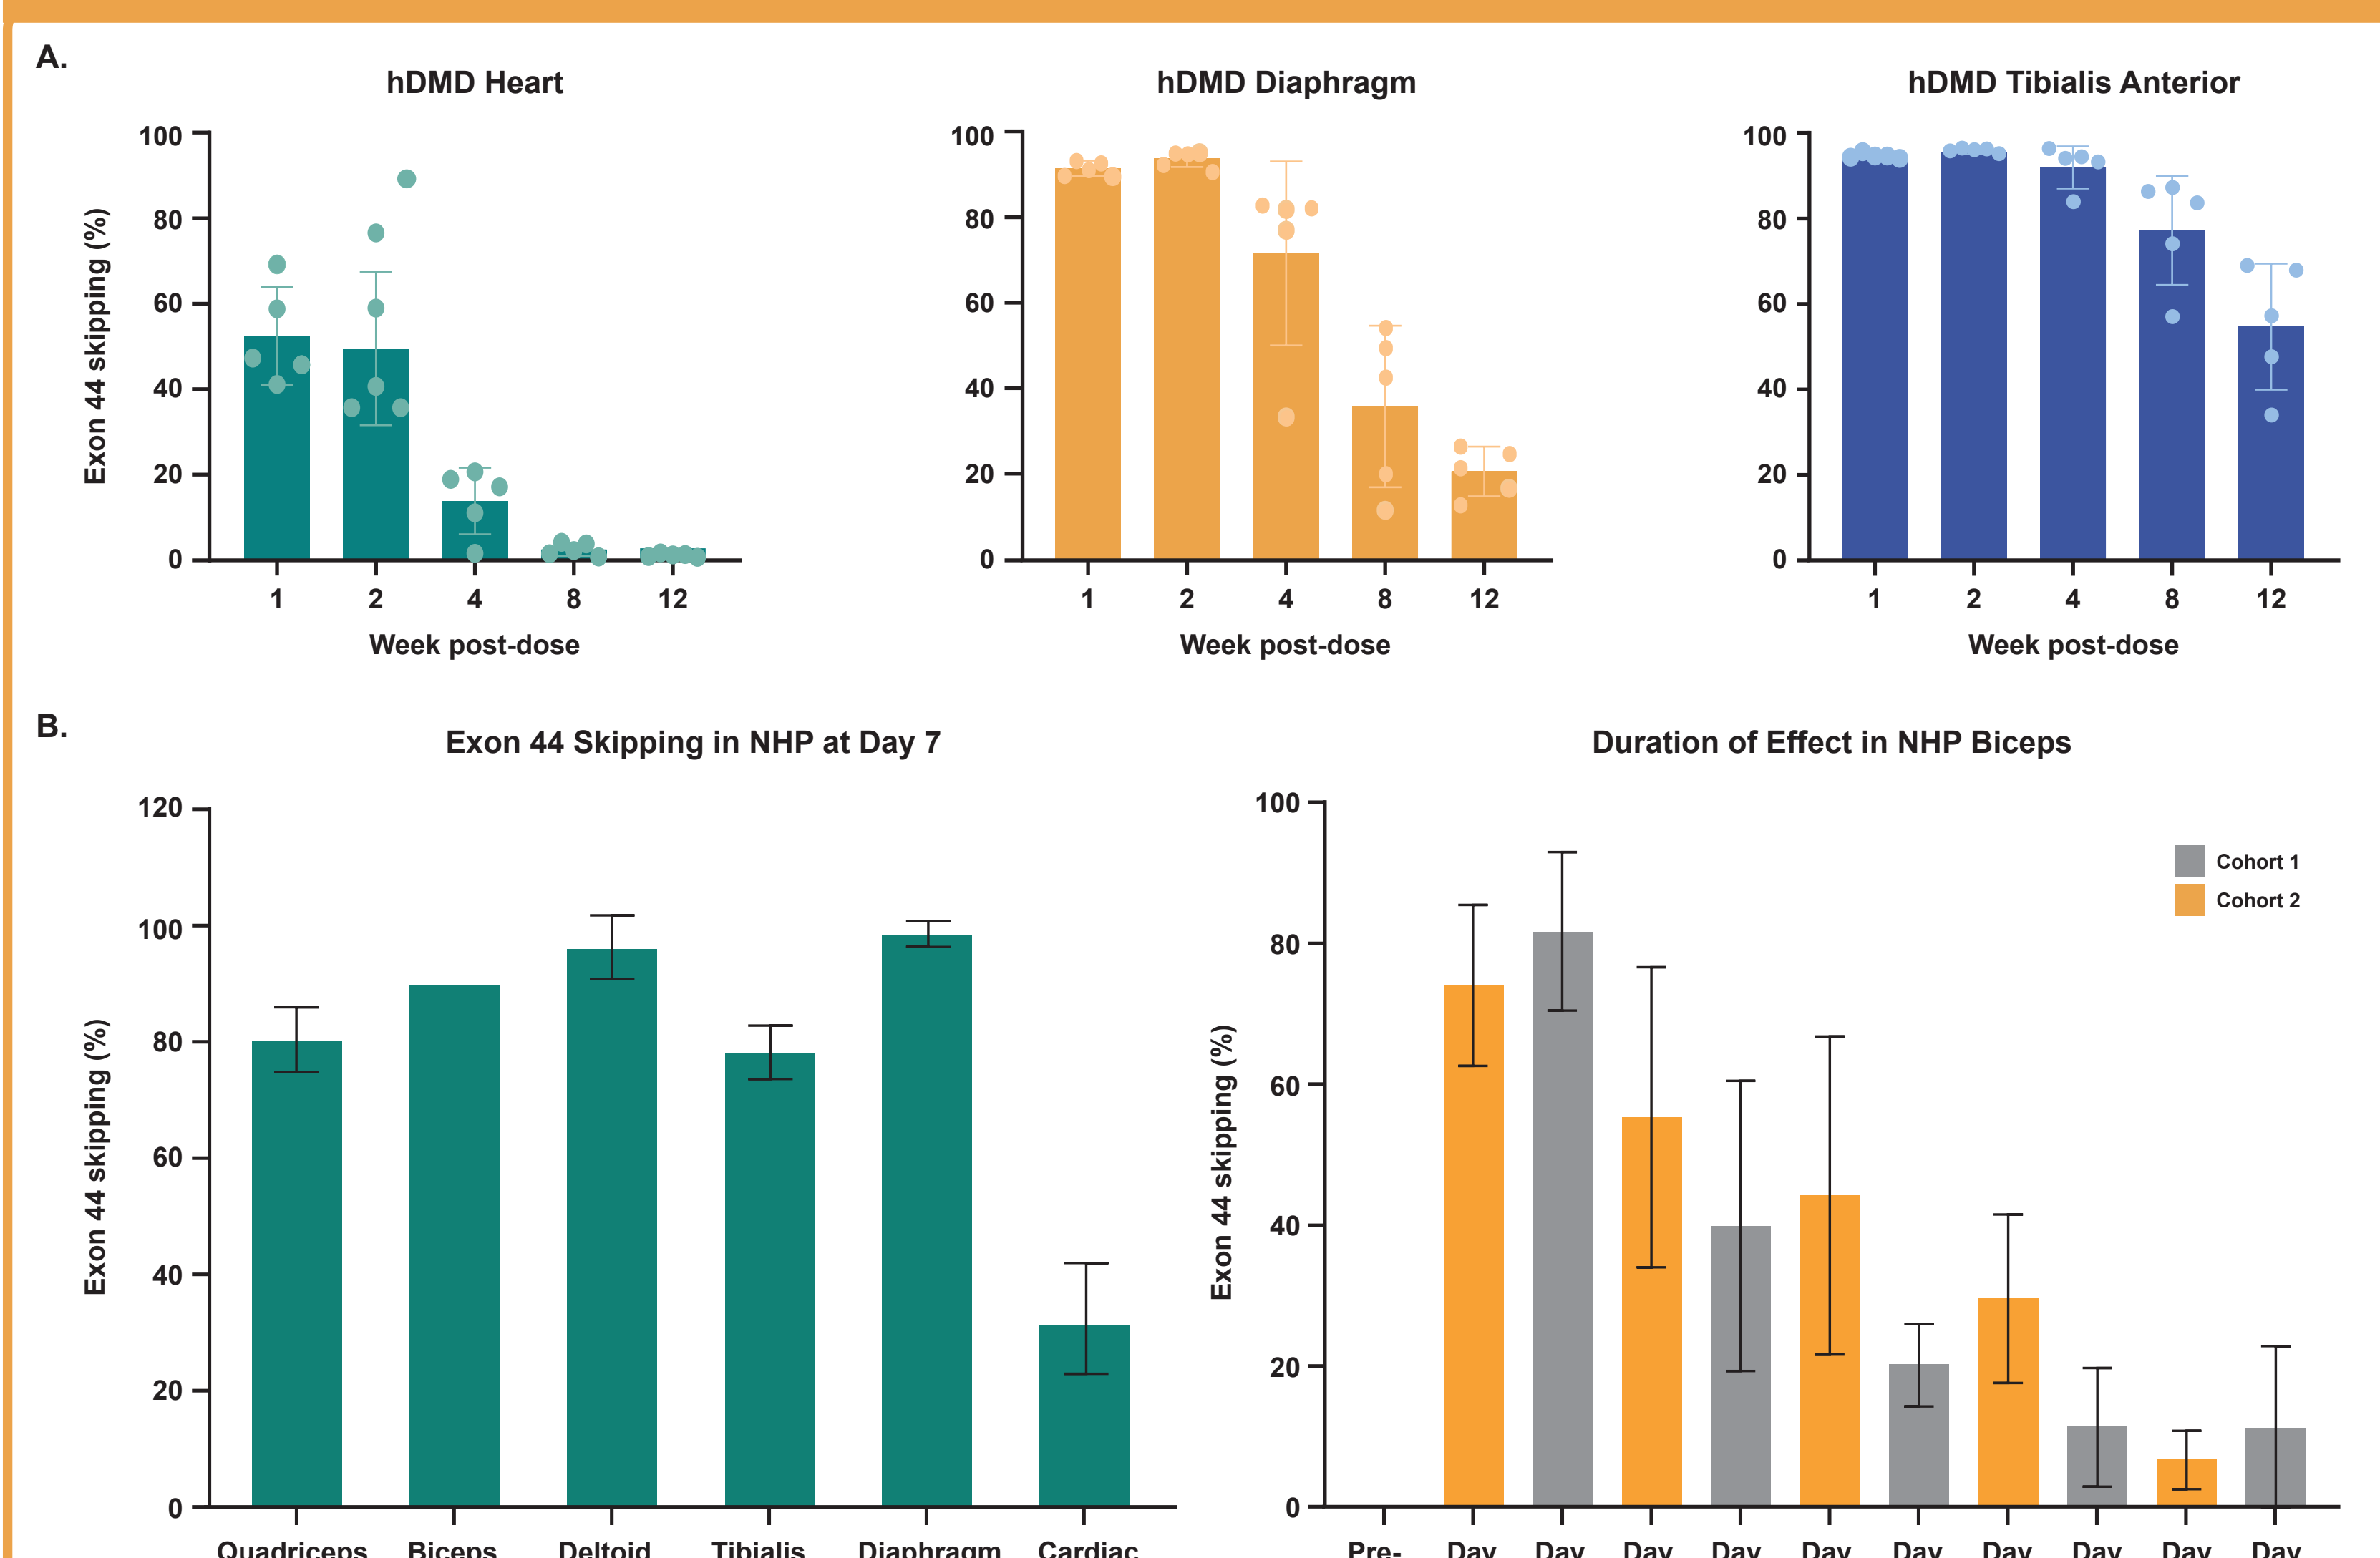 A.
hDMD Heart
hDMD Diaphragm
hDMD Tibialis Anterior
Exon 44 skipping (%)
100
80
60
40
20
0
1 2 4 8 12
Week post-dose
100
80
60
40
20
0
1 2 4 8 12
Week post-dose
100
80
60
40
20
0
1 2 4 8 12
Week post-dose
B.
Exon 44 Skipping in NHP at Day 7
Exon 44 skipping (%)
120
100
80
60
40
20
0
Quadriceps Biceps Deltoid Tibialis Diaphragm Cardiac
Duration of Effect in NHP Biceps
Exon 44 skipping (%)
100
80
60
40
20
0
Cohort 1
Cohort 2
Pre- Day Day Day Day Day Day Day Day Day Day